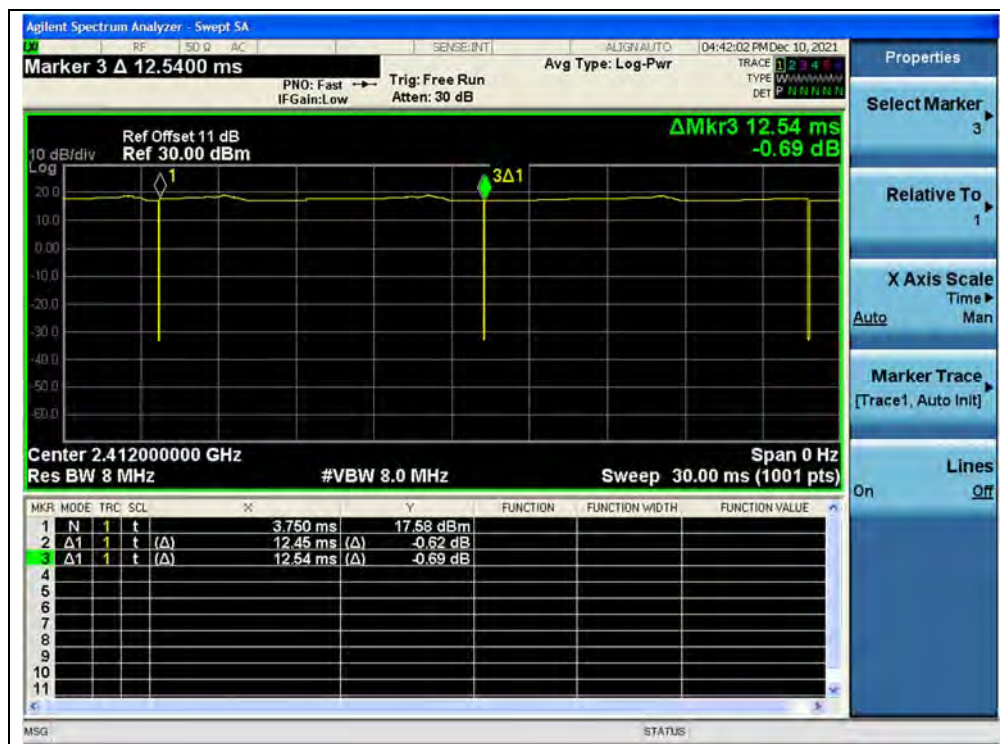 Agilent Spectrum Analyzer - Swept SA
LXI RF 50 Ω AC SENSE:INT ALIGN AUTO 04:42:02 PM Dec 10, 2021
Marker 3 Δ 12.5400 ms
PNO: Fast
IFGain:Low
Trig: Free Run
Atten: 30 dB
Avg Type: Log-Pwr
TRACE 1 2 3 4 5 6
TYPE WWWWWW
DET P N N N N N
ΔMkr3 12.54 ms
-0.69 dB
Ref Offset 11 dB
10 dB/div Ref 30.00 dBm
Log
1
3Δ1
20.0
10.0
0.00
-10.0
-20.0
-30.0
-40.0
-50.0
-60.0
Center 2.412000000 GHz Span 0 Hz
Res BW 8 MHz #VBW 8.0 MHz Sweep 30.00 ms (1001 pts)
MKR MODE TRC SCL X Y FUNCTION FUNCTION WIDTH FUNCTION VALUE
1 N 1 t 3.750 ms 17.58 dBm
2 Δ1 1 t (Δ) 12.45 ms (Δ) -0.62 dB
3 Δ1 1 t (Δ) 12.54 ms (Δ) -0.69 dB
4
5
6
7
8
9
10
11
MSG STATUS
Properties
Select Marker
3
Relative To
1
X Axis Scale
Time
Auto Man
Marker Trace
[Trace1, Auto Init]
Lines
On Off